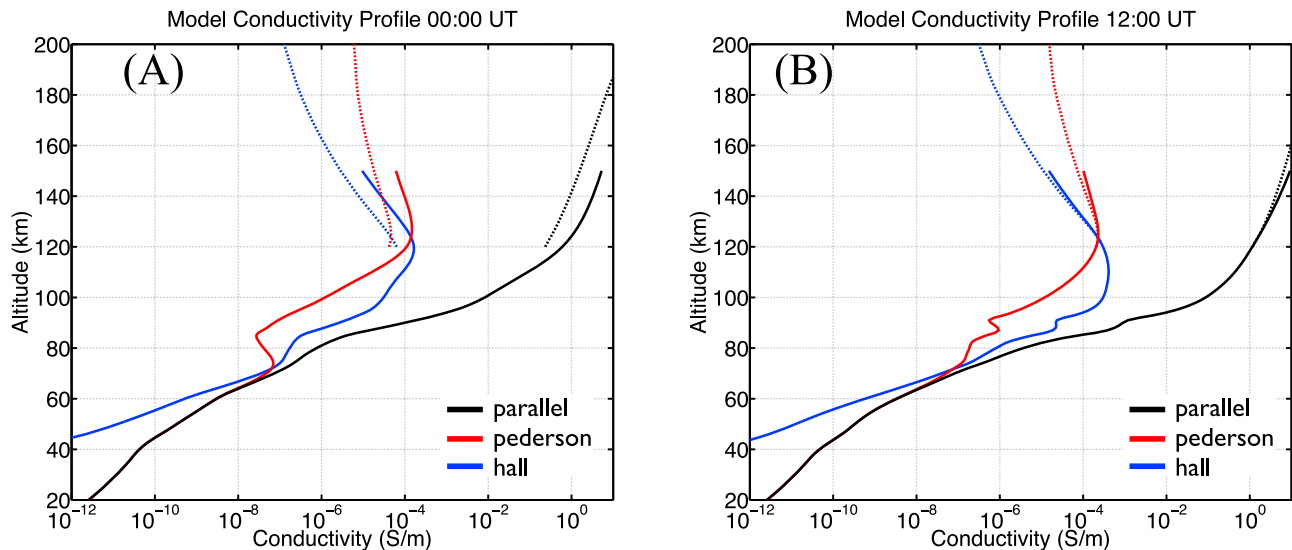 Model Conductivity Profile 00:00 UT
(A)
Altitude (km)
200
180
160
140
120
100
80
60
40
20
parallel
pederson
hall
10^-12 10^-10 10^-8 10^-6 10^-4 10^-2 10^0
Conductivity (S/m)
Model Conductivity Profile 12:00 UT
(B)
Altitude (km)
200
180
160
140
120
100
80
60
40
20
parallel
pederson
hall
10^-12 10^-10 10^-8 10^-6 10^-4 10^-2 10^0
Conductivity (S/m)